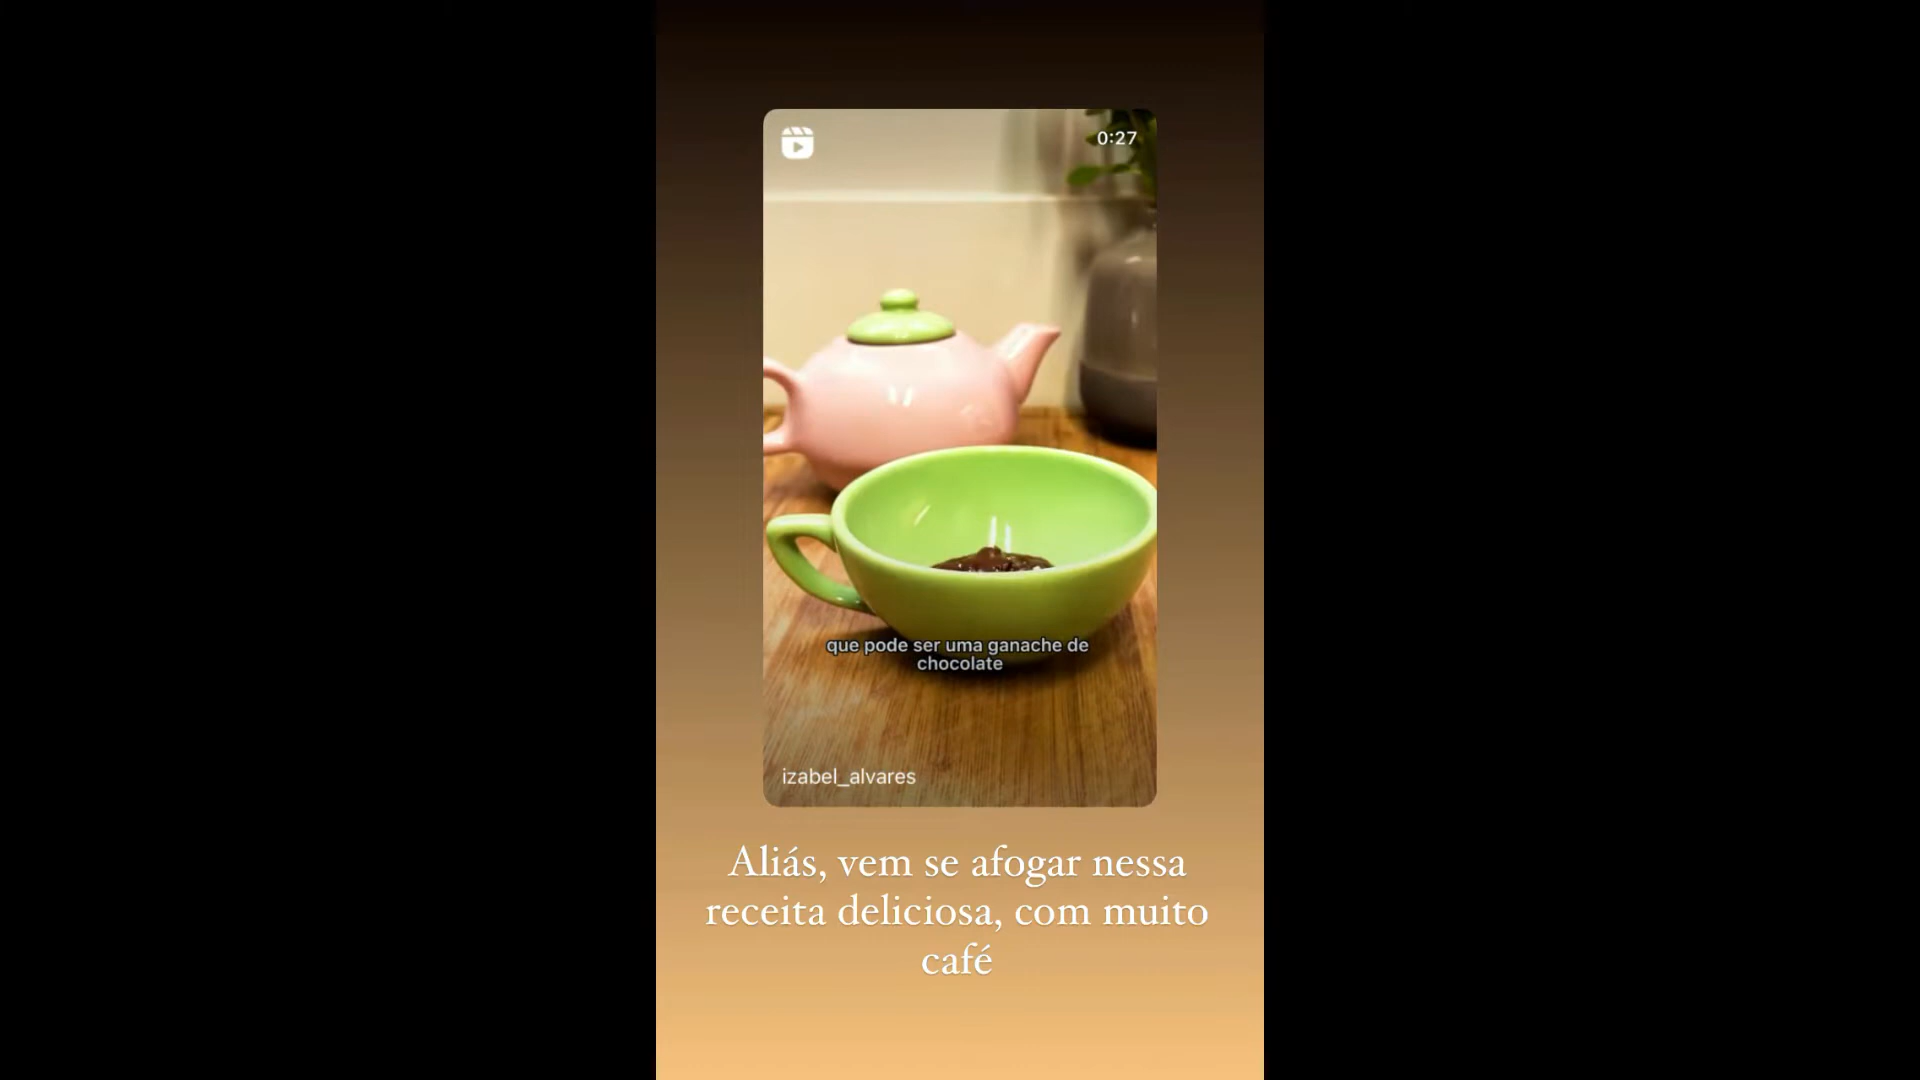 0:27
que pode ser uma ganache de
chocolate
izabel_alvares
Aliás, vem se afogar nessa
receita deliciosa, com muito
café